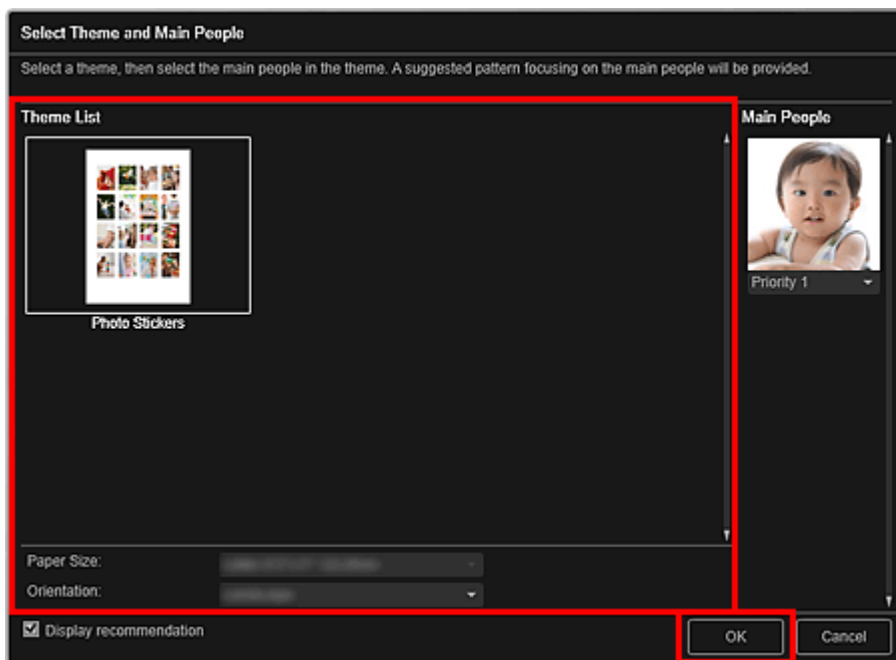 Select Theme and Main People
Select a theme, then select the main people in the theme. A suggested pattern focusing on the main people will be provided.
Theme List
Main People
Priority 1
Photo Stickers
Paper Size:
Orientation:
Display recommendation
OK
Cancel